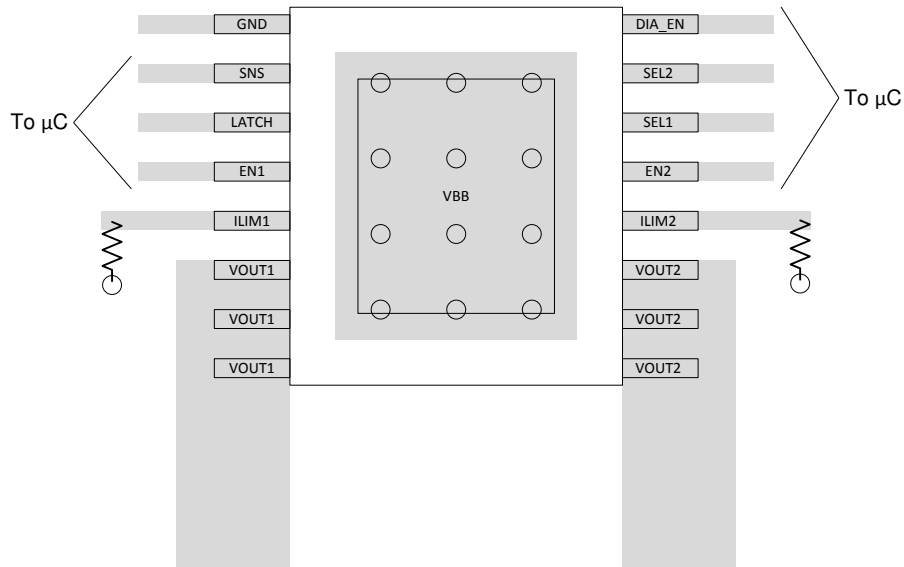 GND
DIA_EN
SNS
SEL2
To µC
LATCH
SEL1
To µC
EN1
EN2
VBB
ILIM1
ILIM2
VOUT1
VOUT2
VOUT1
VOUT2
VOUT1
VOUT2